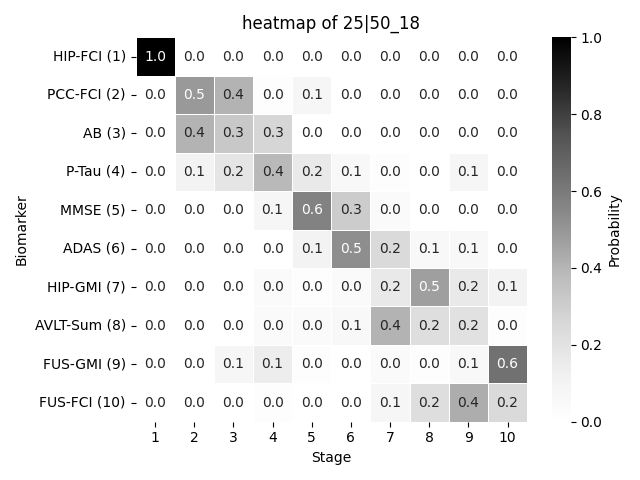 heatmap of 25|50_18
HIP-FCI (1) 1.0 0.0 0.0 0.0 0.0 0.0 0.0 0.0 0.0 0.0
PCC-FCI (2) 0.0 0.5 0.4 0.0 0.1 0.0 0.0 0.0 0.0 0.0
AB (3) 0.0 0.4 0.3 0.3 0.0 0.0 0.0 0.0 0.0 0.0
P-Tau (4) 0.0 0.1 0.2 0.4 0.2 0.1 0.0 0.0 0.1 0.0
MMSE (5) 0.0 0.0 0.0 0.1 0.6 0.3 0.0 0.0 0.0 0.0
ADAS (6) 0.0 0.0 0.0 0.0 0.1 0.5 0.2 0.1 0.1 0.0
HIP-GMI (7) 0.0 0.0 0.0 0.0 0.0 0.0 0.2 0.5 0.2 0.1
AVLT-Sum (8) 0.0 0.0 0.0 0.0 0.0 0.1 0.4 0.2 0.2 0.0
FUS-GMI (9) 0.0 0.0 0.1 0.1 0.0 0.0 0.0 0.0 0.1 0.6
FUS-FCI (10) 0.0 0.0 0.0 0.0 0.0 0.0 0.1 0.2 0.4 0.2
1 2 3 4 5 6 7 8 9 10
Stage
Biomarker
1.0
0.8
0.6
0.4
0.2
0.0
Probability